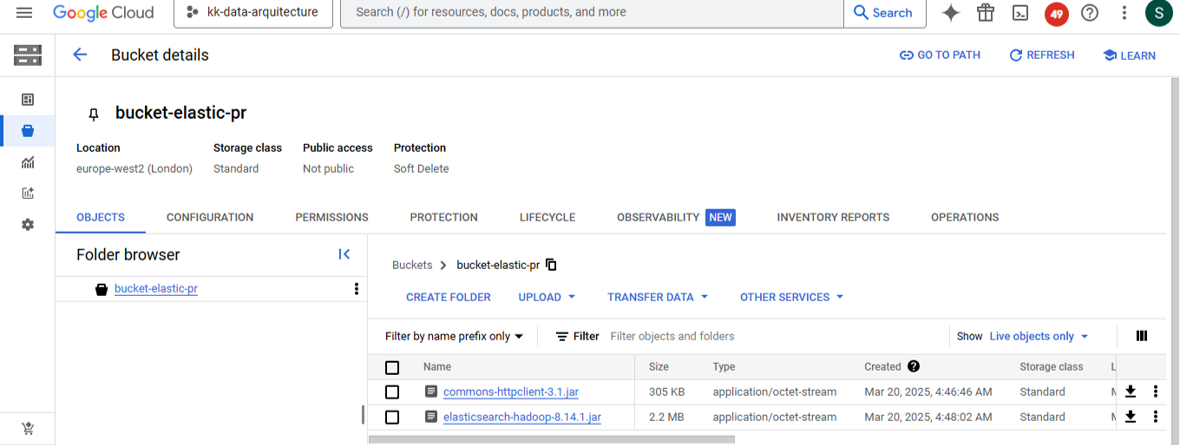 Google Cloud kk-data-arquitecture Search (/) for resources, docs, products, and more Search 49 ? S
Bucket details GO TO PATH REFRESH LEARN
bucket-elastic-pr
Location Storage class Public access Protection
europe-west2 (London) Standard Not public Soft Delete
OBJECTS CONFIGURATION PERMISSIONS PROTECTION LIFECYCLE OBSERVABILITY NEW INVENTORY REPORTS OPERATIONS
Folder browser
bucket-elastic-pr
Buckets > bucket-elastic-pr
CREATE FOLDER UPLOAD TRANSFER DATA OTHER SERVICES
Filter by name prefix only Filter Filter objects and folders Show Live objects only
Name Size Type Created ? Storage class L
commons-httpclient-3.1.jar 305 KB application/octet-stream Mar 20, 2025, 4:46:46 AM Standard
elasticsearch-hadoop-8.14.1.jar 2.2 MB application/octet-stream Mar 20, 2025, 4:48:02 AM Standard